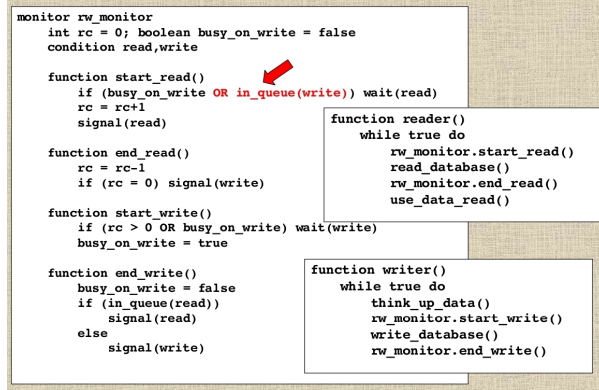 monitor rw_monitor
int rc = 0; boolean busy_on_write = false
condition read,write
function start_read()
if (busy_on_write OR in_queue(write)) wait(read)
rc = rc+1
signal(read)
function end_read()
rc = rc-1
if (rc = 0) signal(write)
function start_write()
if (rc > 0 OR busy_on_write) wait(write)
busy_on_write = true
function end_write()
busy_on_write = false
if (in_queue(read))
signal(read)
else
signal(write)
function reader()
while true do
rw_monitor.start_read()
read_database()
rw_monitor.end_read()
use_data_read()
function writer()
while true do
think_up_data()
rw_monitor.start_write()
write_database()
rw_monitor.end_write()